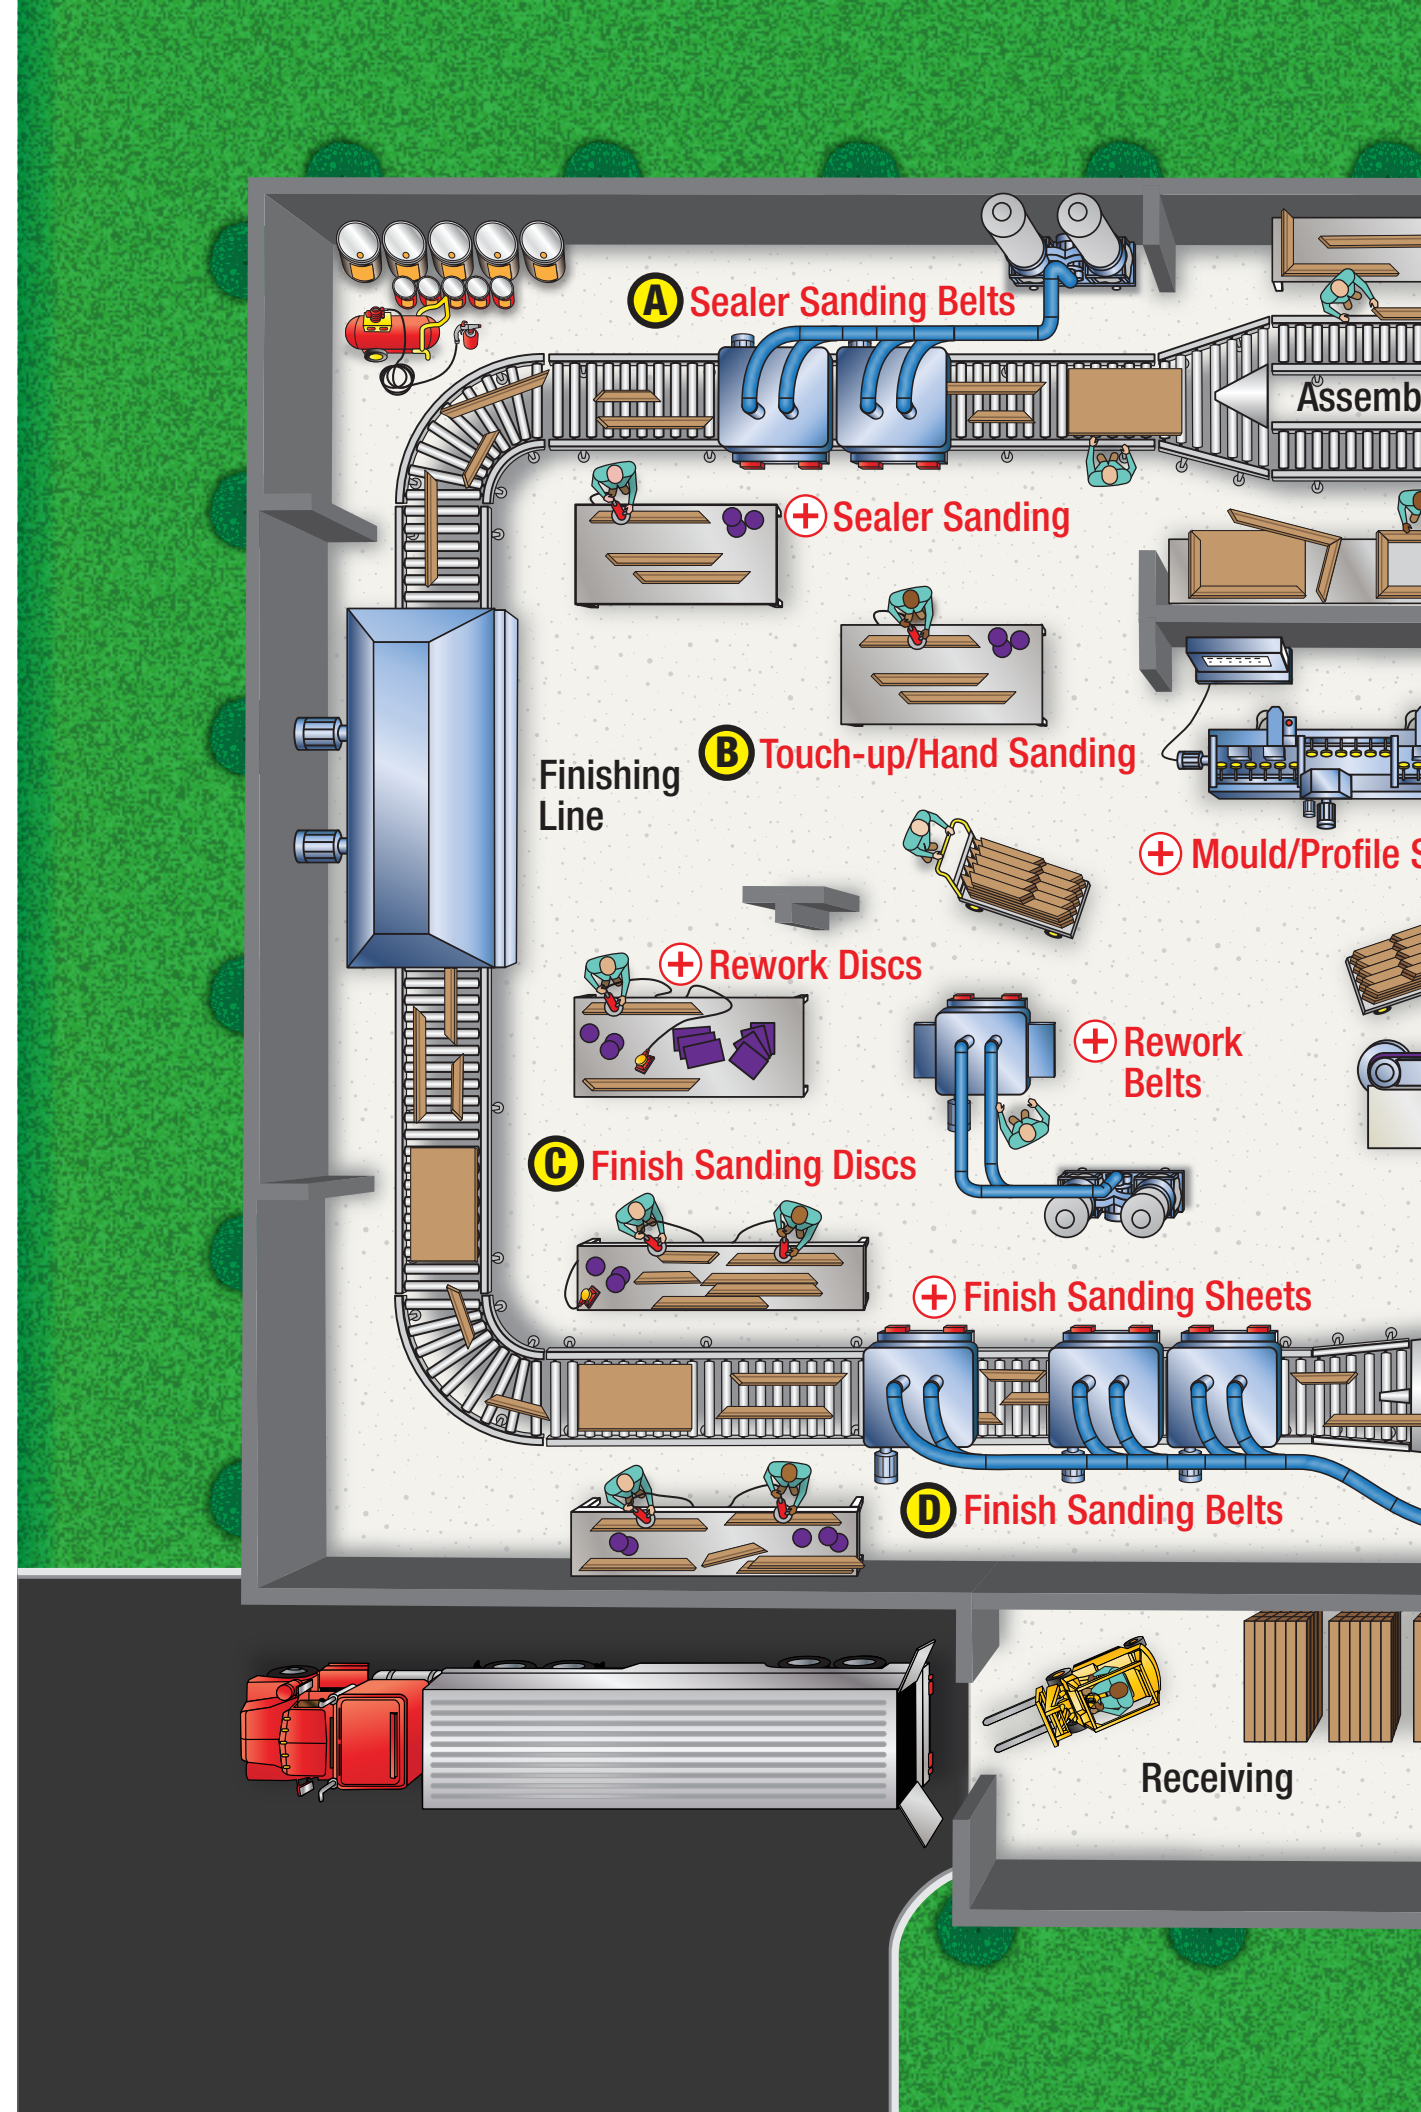 A Sealer Sanding Belts
Assemb
+ Sealer Sanding
B Touch-up/Hand Sanding
Finishing
Line
+ Mould/Profile S
+ Rework Discs
+ Rework
Belts
C Finish Sanding Discs
+ Finish Sanding Sheets
D Finish Sanding Belts
Receiving